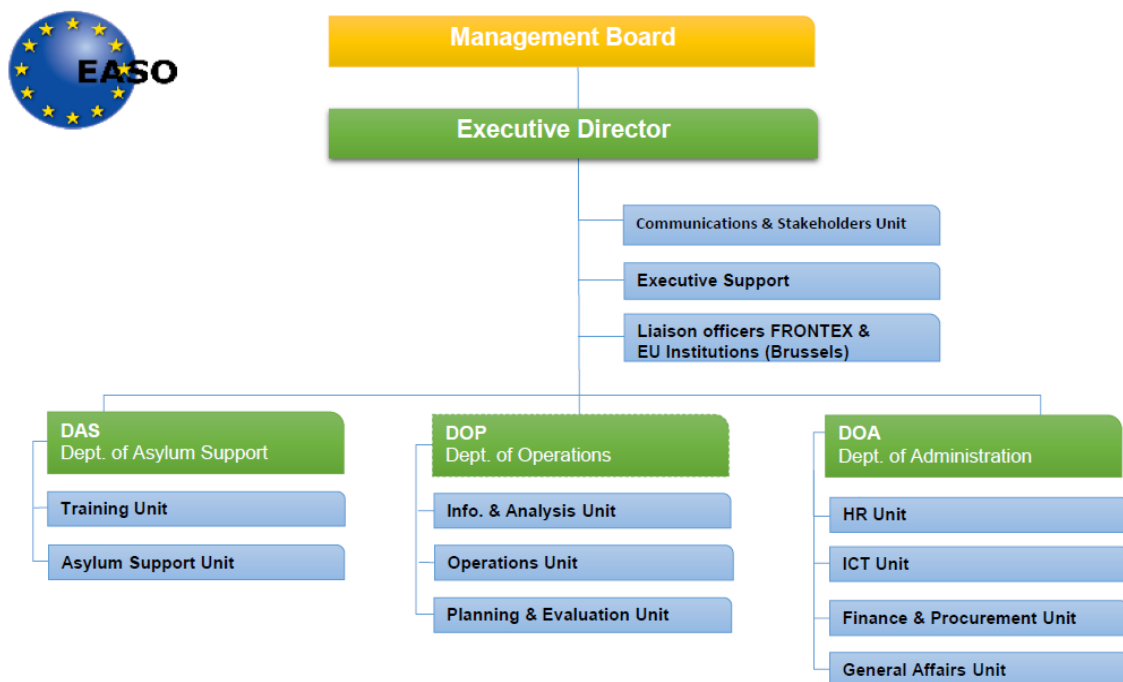 EASO
Management Board
Executive Director
Communications & Stakeholders Unit
Executive Support
Liaison officers FRONTEX &
EU Institutions (Brussels)
DAS
Dept. of Asylum Support
Training Unit
Asylum Support Unit
DOP
Dept. of Operations
Info. & Analysis Unit
Operations Unit
Planning & Evaluation Unit
DOA
Dept. of Administration
HR Unit
ICT Unit
Finance & Procurement Unit
General Affairs Unit